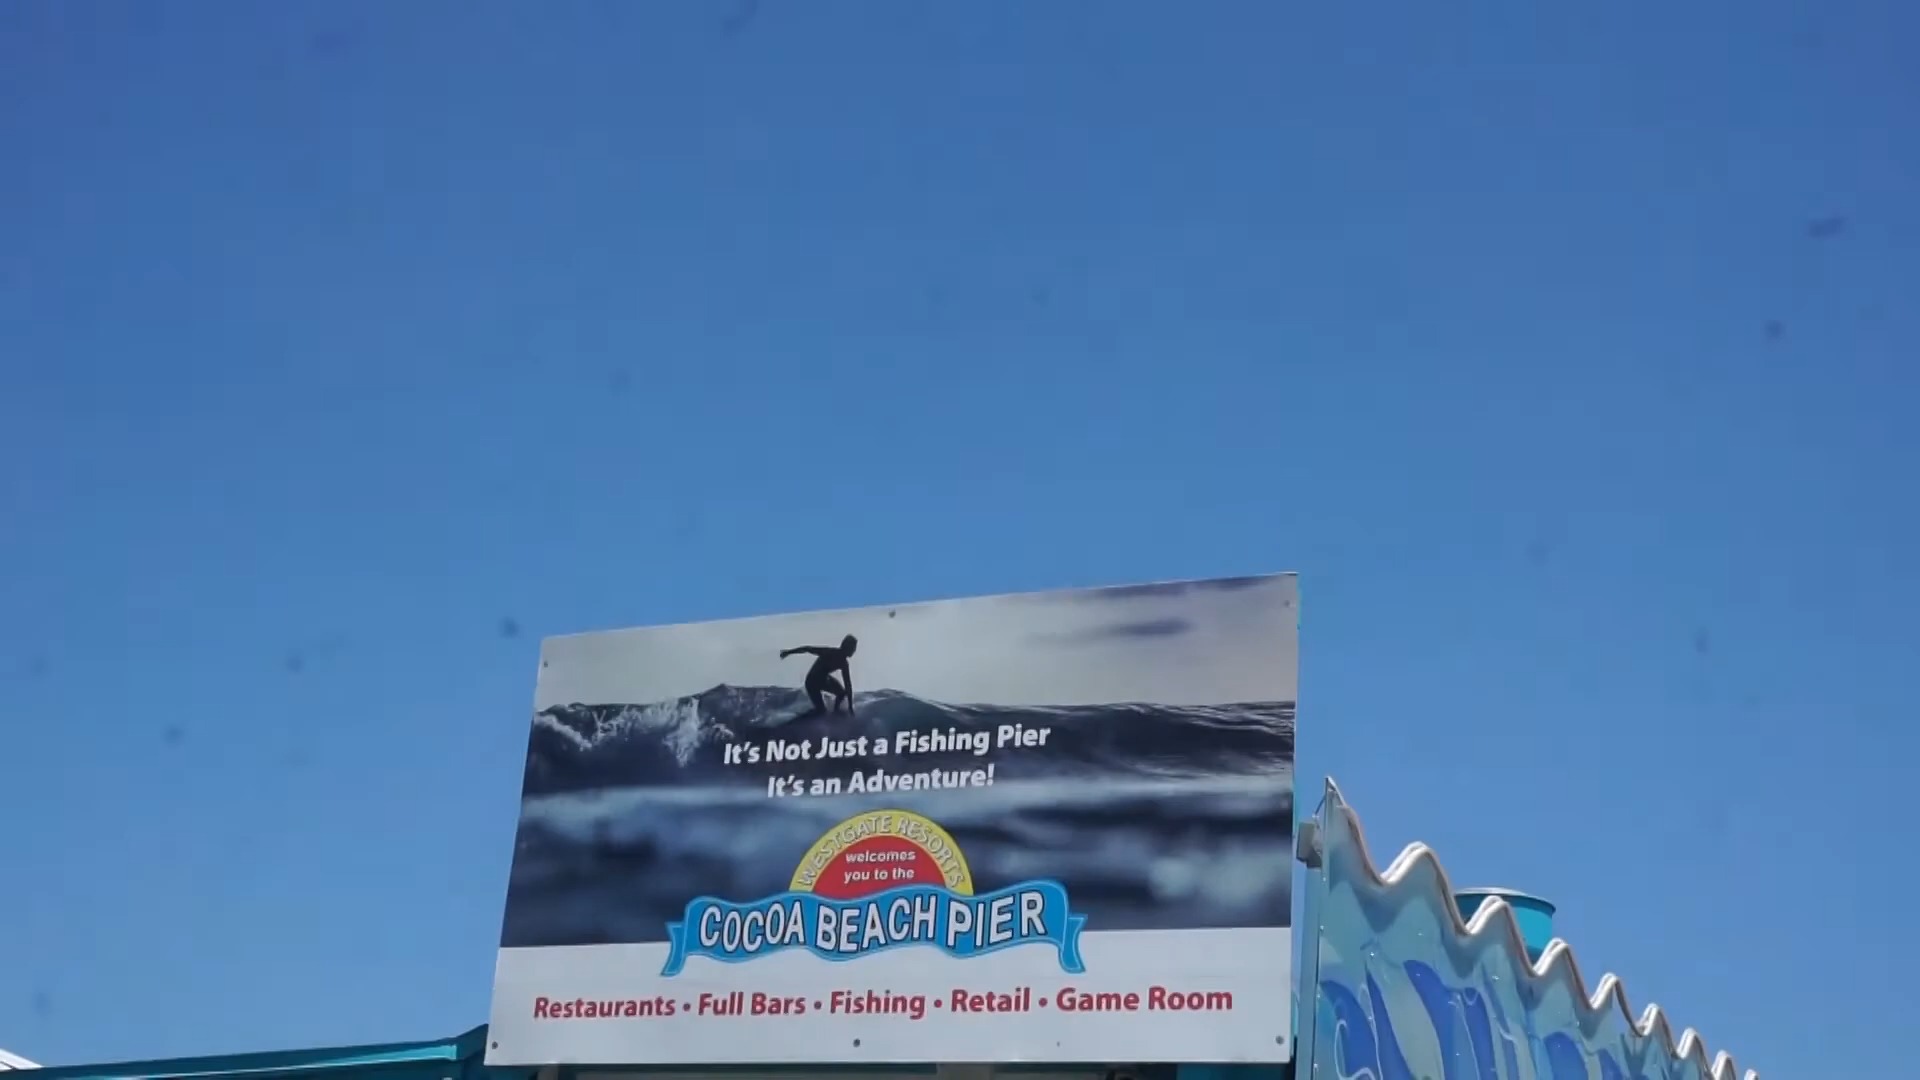 It's Not Just a Fishing Pier
It's an Adventure!
WESTGATE RESORTS
welcomes
you to the
COCOA BEACH PIER
Restaurants • Full Bars • Fishing • Retail • Game Room